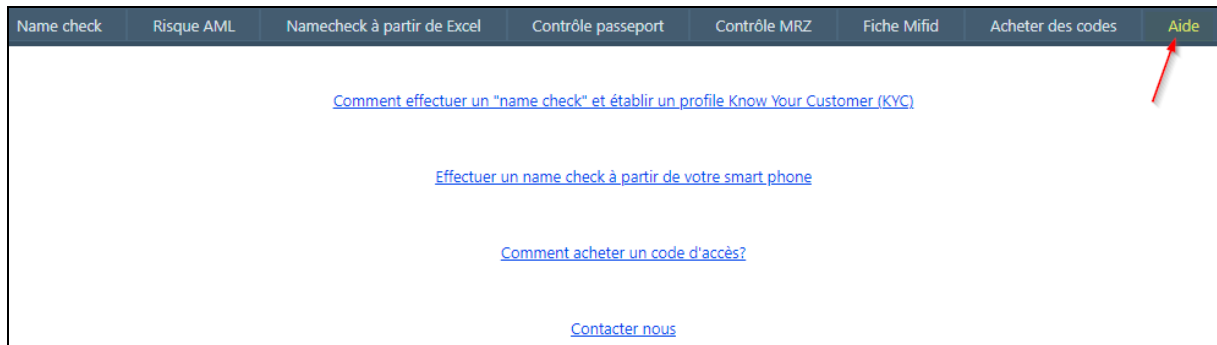 Name check Risque AML Namecheck à partir de Excel Contrôle passeport Contrôle MRZ Fiche Mifid Acheter des codes Aide
Comment effectuer un "name check" et établir un profile Know Your Customer (KYC)
Effectuer un name check à partir de votre smart phone
Comment acheter un code d'accès?
Contacter nous